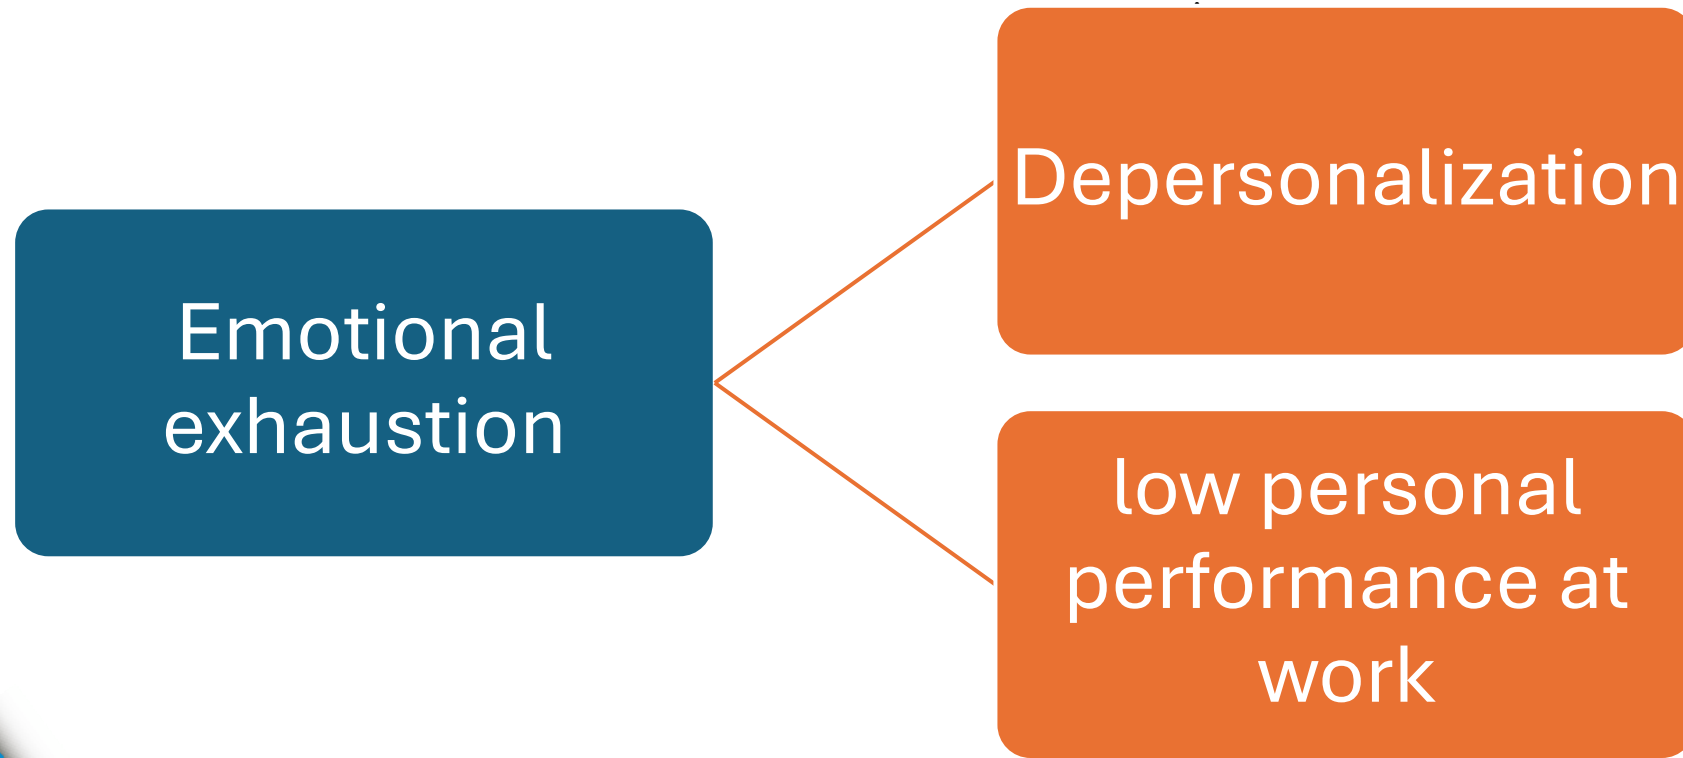 Emotional
exhaustion
Depersonalization
low personal
performance at
work